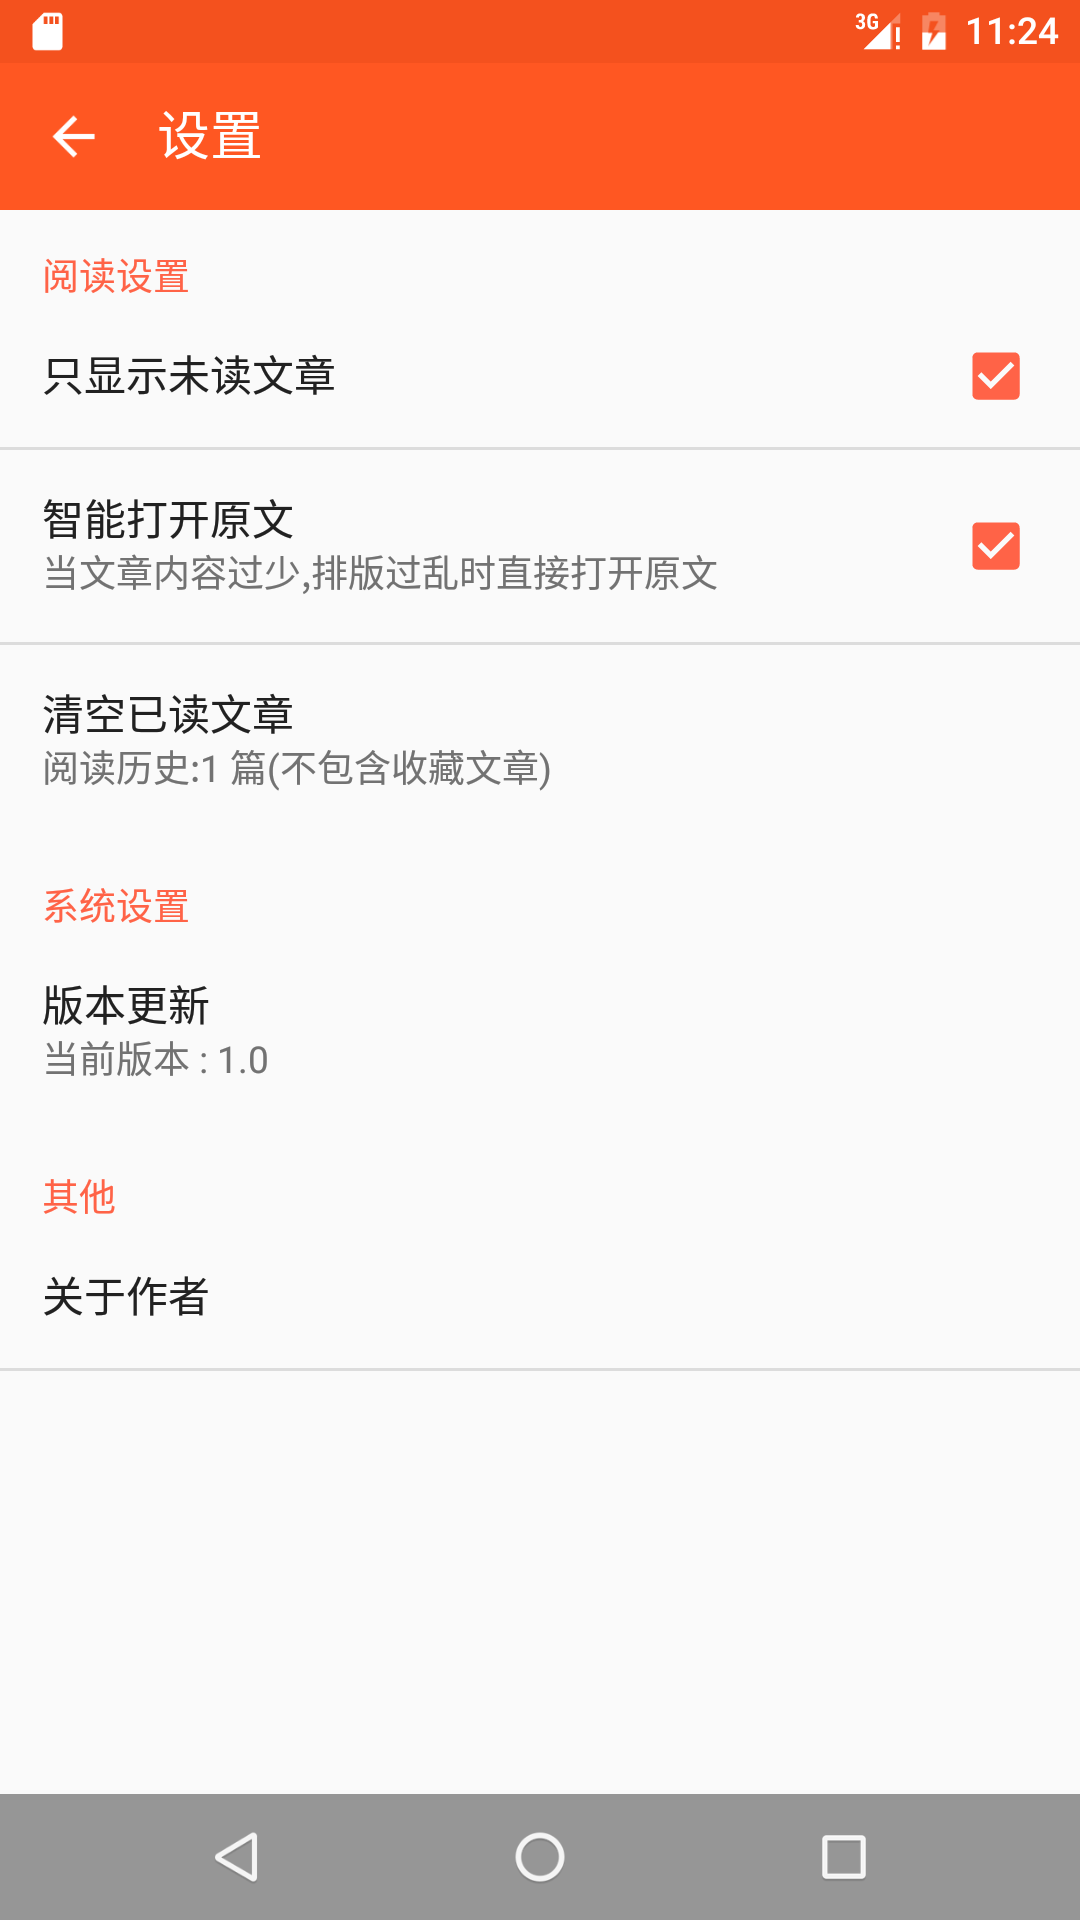 3G 11:24
设置
阅读设置
只显示未读文章
智能打开原文
当文章内容过少,排版过乱时直接打开原文
清空已读文章
阅读历史:1 篇(不包含收藏文章)
系统设置
版本更新
当前版本 : 1.0
其他
关于作者